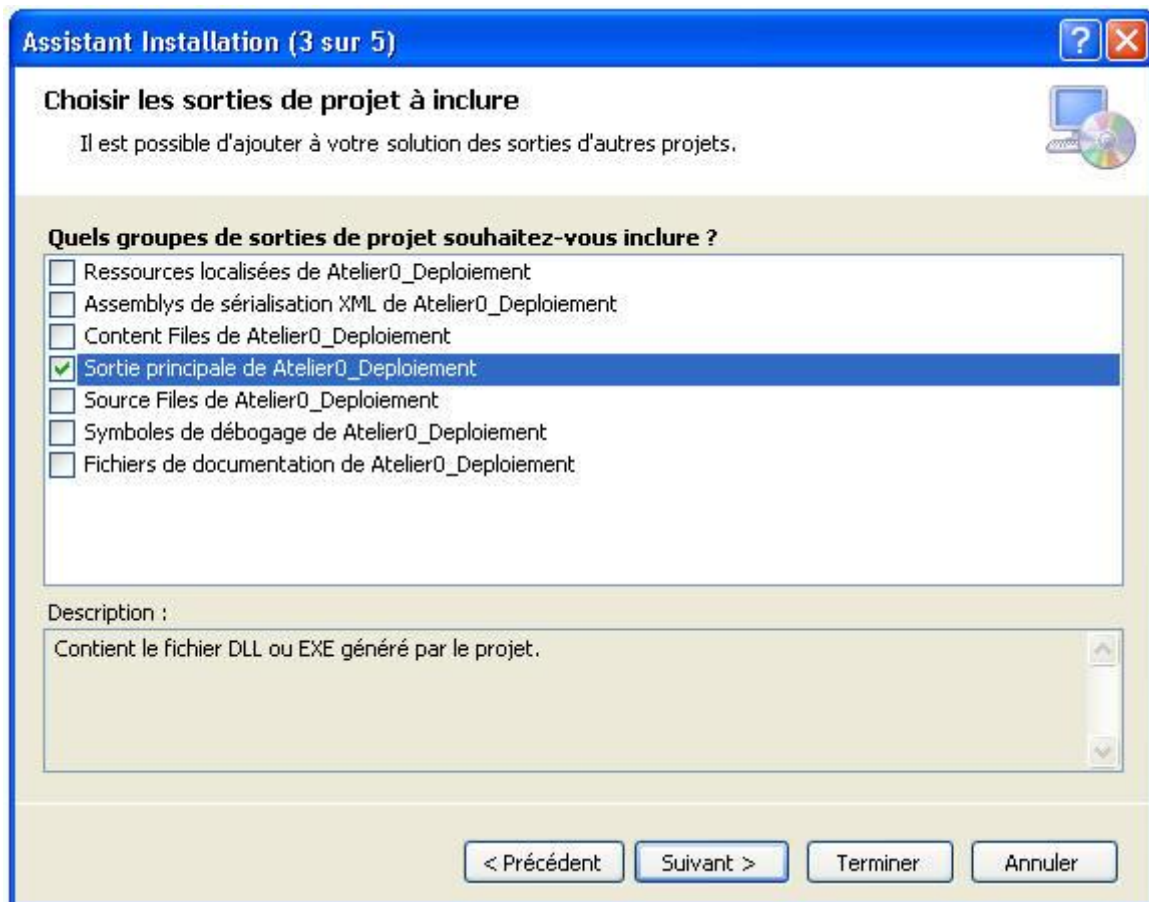 Assistant Installation (3 sur 5)
Choisir les sorties de projet à inclure
Il est possible d'ajouter à votre solution des sorties d'autres projets.
Quels groupes de sorties de projet souhaitez-vous inclure ?
Ressources localisées de Atelier0_Deploiement
Assemblys de sérialisation XML de Atelier0_Deploiement
Content Files de Atelier0_Deploiement
Sortie principale de Atelier0_Deploiement
Source Files de Atelier0_Deploiement
Symboles de débogage de Atelier0_Deploiement
Fichiers de documentation de Atelier0_Deploiement
Description :
Contient le fichier DLL ou EXE généré par le projet.
< Précédent Suivant > Terminer Annuler